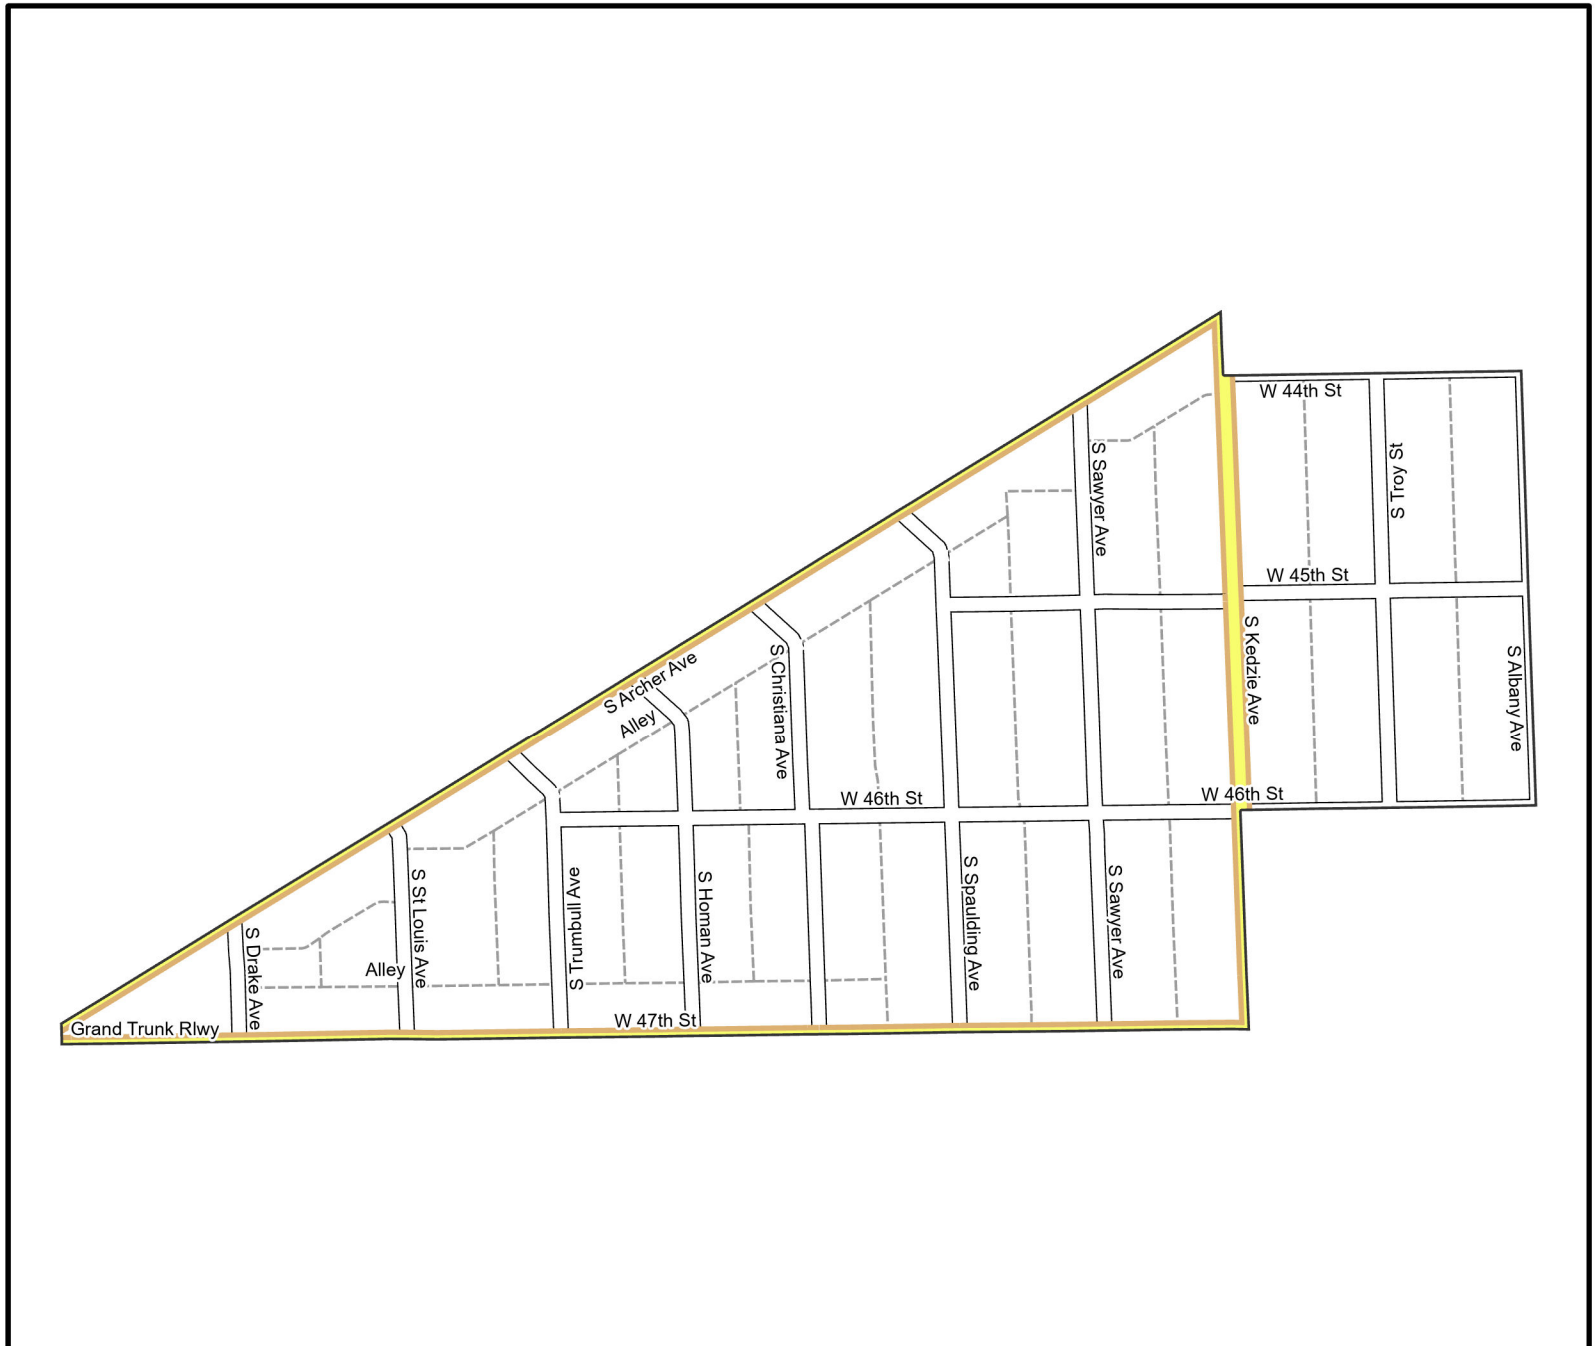 W 44th St
S Troy St
S Sawyer Ave
W 45th St
S Kedzie Ave
S Albany Ave
S Archer Ave
Alley
S Christiana Ave
W 46th St
W 46th St
S St Louis Ave
S Trumbull Ave
S Homan Ave
S Spaulding Ave
S Sawyer Ave
S Drake Ave
Alley
Grand Trunk Rlwy
W 47th St